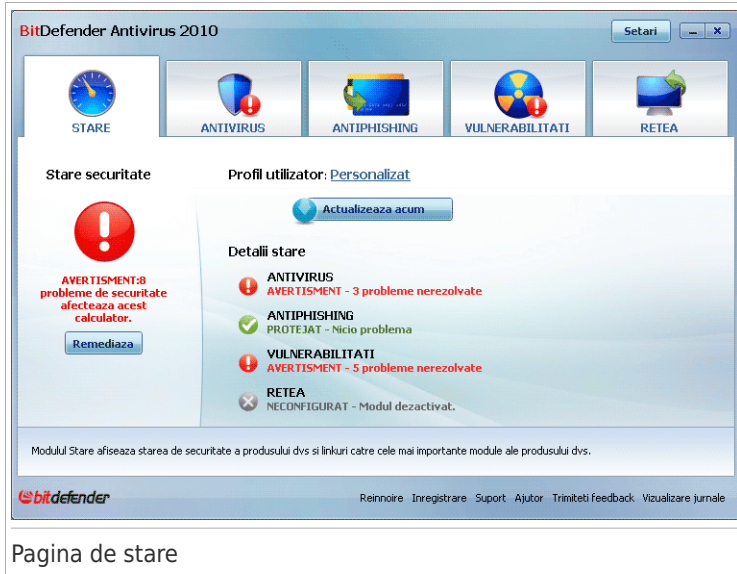 BitDefender Antivirus 2010
Setari
STARE
ANTIVIRUS
ANTIPHISHING
VULNERABILITATI
RETEA
Stare securitate
Profil utilizator: Personalizat
Actualizeaza acum
AVERTISMENT:8
probleme de securitate
afecteaza acest
calculator.
Remediaza
Detalii stare
ANTIVIRUS
AVERTISMENT - 3 probleme nerezolvate
ANTIPHISHING
PROTEJAT - Nicio problema
VULNERABILITATI
AVERTISMENT - 5 probleme nerezolvate
RETEA
NECONFIGURAT - Modul dezactivat.
Modulul Stare afiseaza starea de securitate a produsului dvs si linkuri catre cele mai importante module ale produsului dvs.
bitdefender
Reinnoire Inregistrare Suport Ajutor Trimiteti feedback Vizualizare jurnale
Pagina de stare